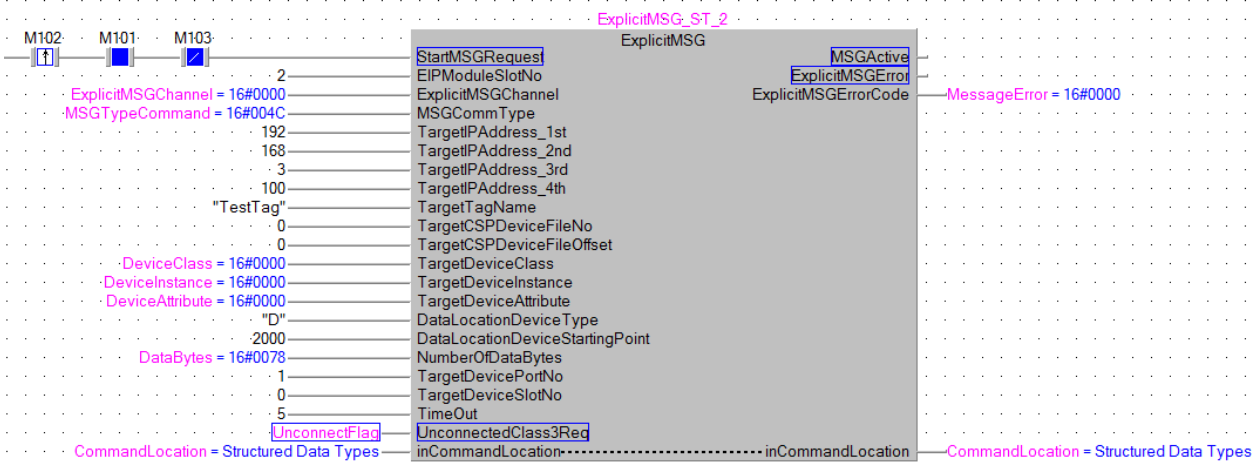 ExplicitMSG_ST_2
M102 M101 M103 ExplicitMSG
StartMSGRequest MSGActive
2 EIPModuleSlotNo ExplicitMSGError
ExplicitMSGChannel = 16#0000 ExplicitMSGChannel ExplicitMSGErrorCode MessageError = 16#0000
MSGTypeCommand = 16#004C MSGCommType
192 TargetIPAddress_1st
168 TargetIPAddress_2nd
3 TargetIPAddress_3rd
100 TargetIPAddress_4th
"TestTag" TargetTagName
0 TargetCSPDeviceFileNo
0 TargetCSPDeviceFileOffset
DeviceClass = 16#0000 TargetDeviceClass
DeviceInstance = 16#0000 TargetDeviceInstance
DeviceAttribute = 16#0000 TargetDeviceAttribute
"D" DataLocationDeviceType
2000 DataLocationDeviceStartingPoint
DataBytes = 16#0078 NumberOfDataBytes
1 TargetDevicePortNo
0 TargetDeviceSlotNo
5 TimeOut
UnconnectFlag UnconnectedClass3Req
CommandLocation = Structured Data Types inCommandLocation inCommandLocation CommandLocation = Structured Data Types